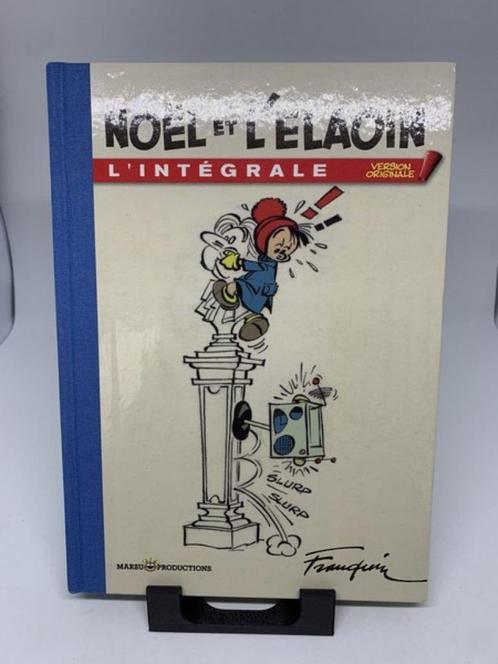 NOËL ET L'ÉLAOIN
L'INTÉGRALE
VERSION
ORIGINALE !
!!
SLURP
SLURP
MARSU PRODUCTIONS
Franquin